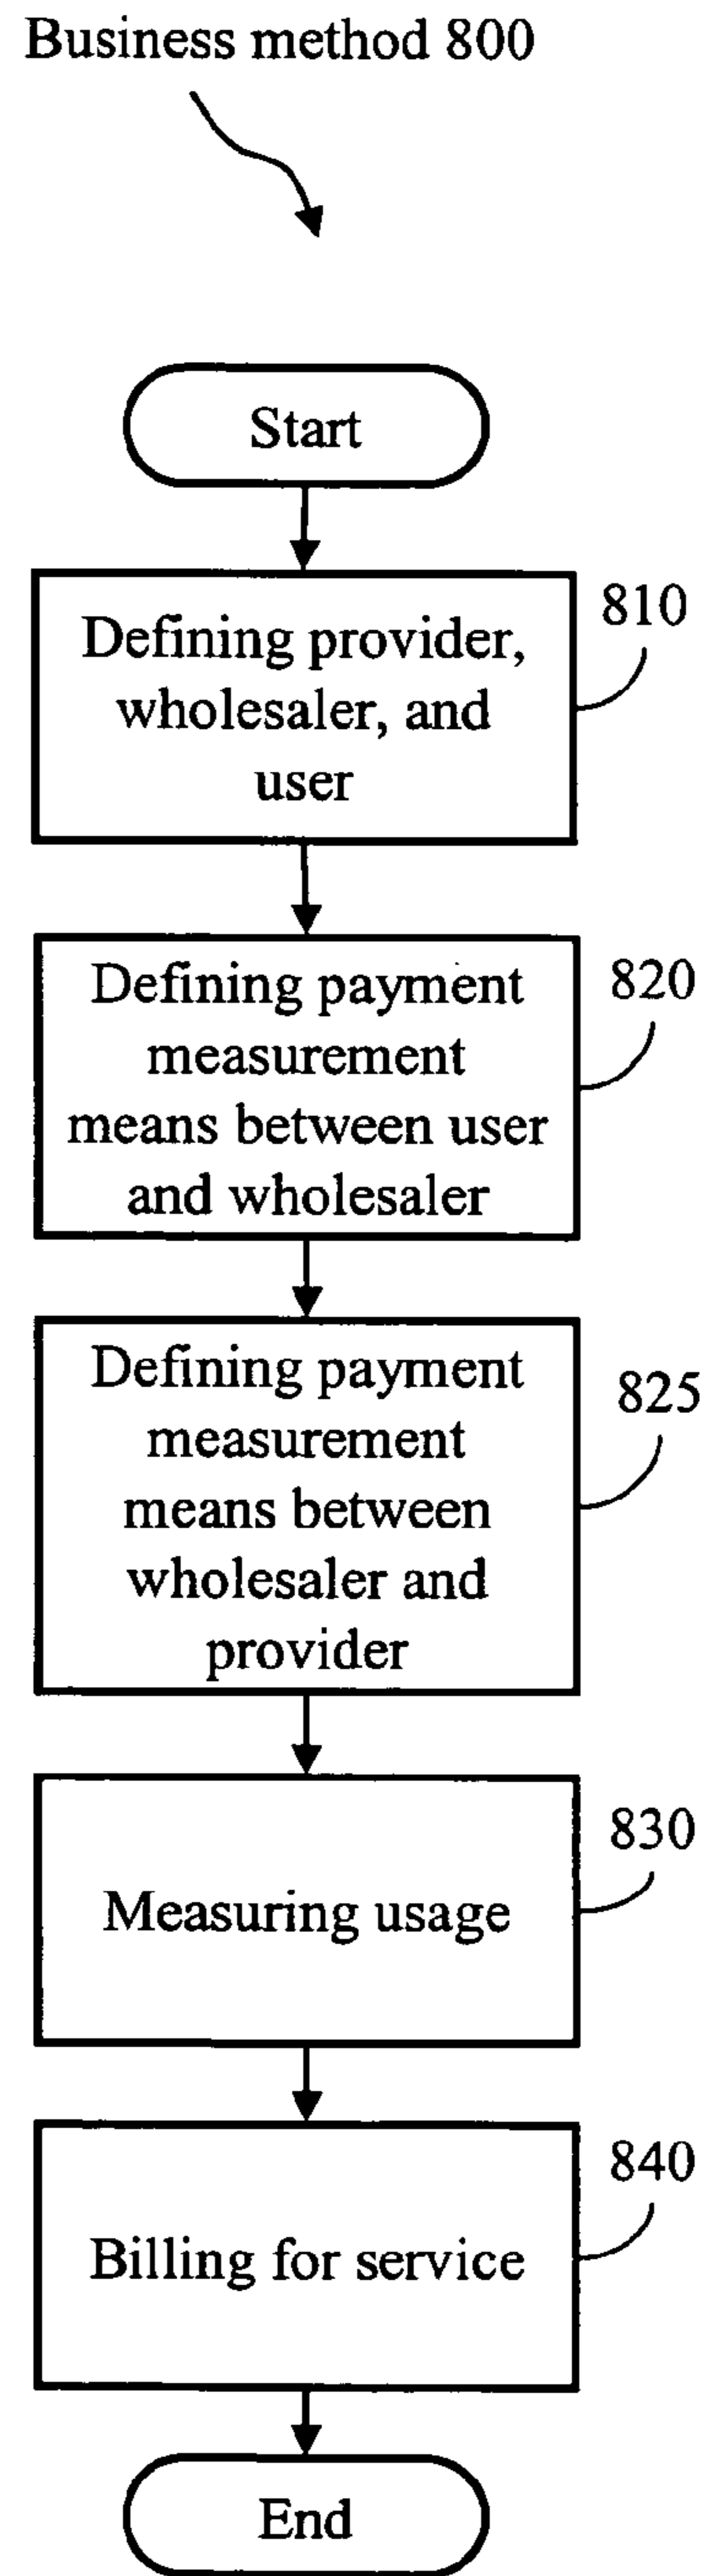 Business method 800
Start
810
Defining provider,
wholesaler, and
user
820
Defining payment
measurement
means between user
and wholesaler
825
Defining payment
measurement
means between
wholesaler and
provider
830
Measuring usage
840
Billing for service
End